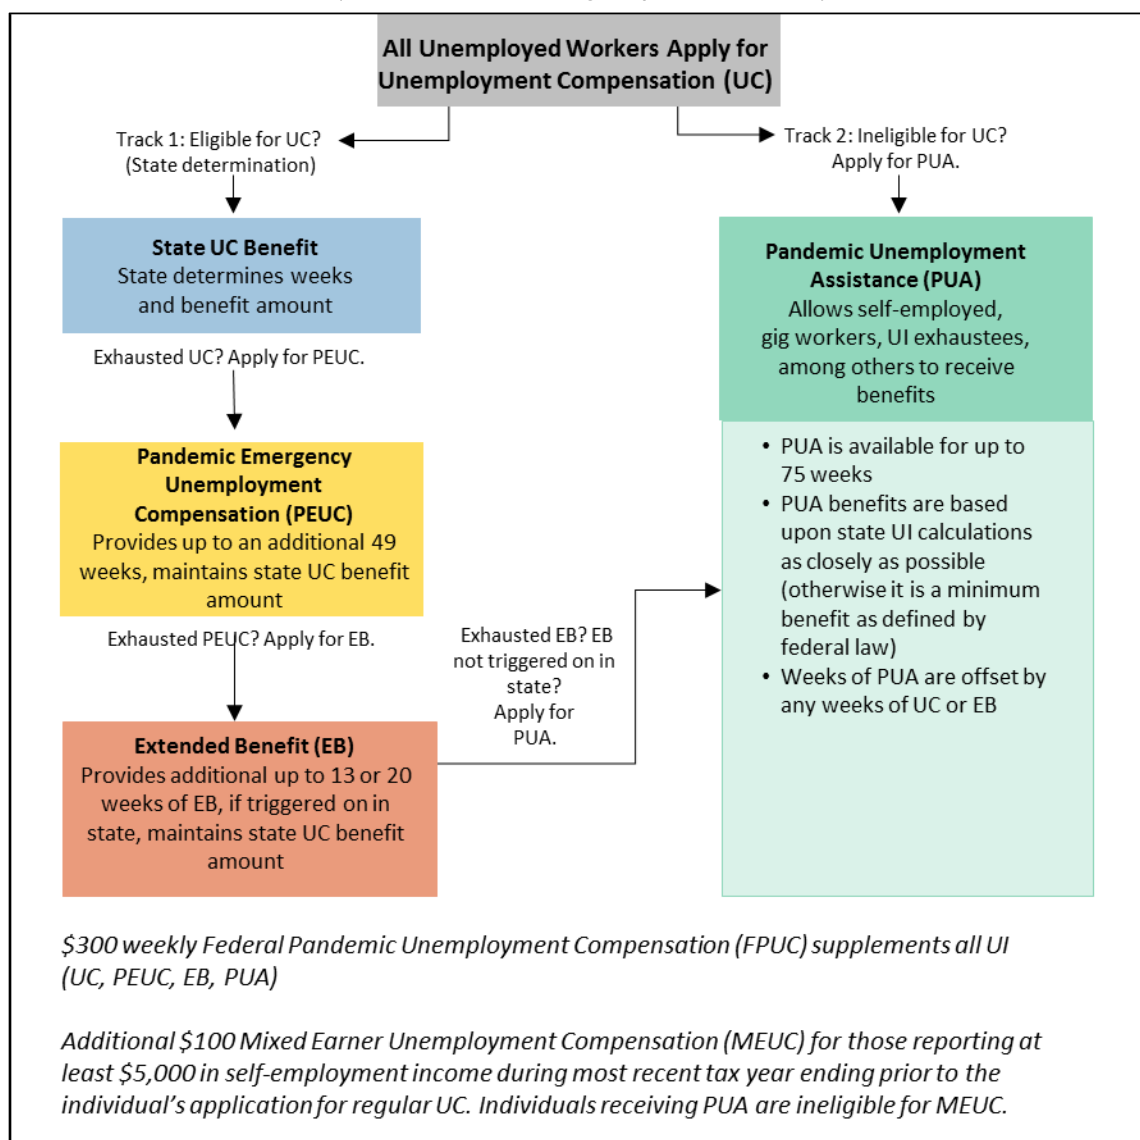 All Unemployed Workers Apply for
Unemployment Compensation (UC)
Track 1: Eligible for UC?
(State determination)
Track 2: Ineligible for UC?
Apply for PUA.
State UC Benefit
State determines weeks
and benefit amount
Exhausted UC? Apply for PEUC.
Pandemic Emergency
Unemployment
Compensation (PEUC)
Provides up to an additional 49
weeks, maintains state UC benefit
amount
Exhausted PEUC? Apply for EB.
Extended Benefit (EB)
Provides additional up to 13 or 20
weeks of EB, if triggered on in
state, maintains state UC benefit
amount
Exhausted EB? EB
not triggered on in
state?
Apply for
PUA.
Pandemic Unemployment
Assistance (PUA)
Allows self-employed,
gig workers, UI exhaustees,
among others to receive
benefits
• PUA is available for up to
75 weeks
• PUA benefits are based
upon state UI calculations
as closely as possible
(otherwise it is a minimum
benefit as defined by
federal law)
• Weeks of PUA are offset by
any weeks of UC or EB
$300 weekly Federal Pandemic Unemployment Compensation (FPUC) supplements all UI
(UC, PEUC, EB, PUA)
Additional $100 Mixed Earner Unemployment Compensation (MEUC) for those reporting at
least $5,000 in self-employment income during most recent tax year ending prior to the
individual's application for regular UC. Individuals receiving PUA are ineligible for MEUC.